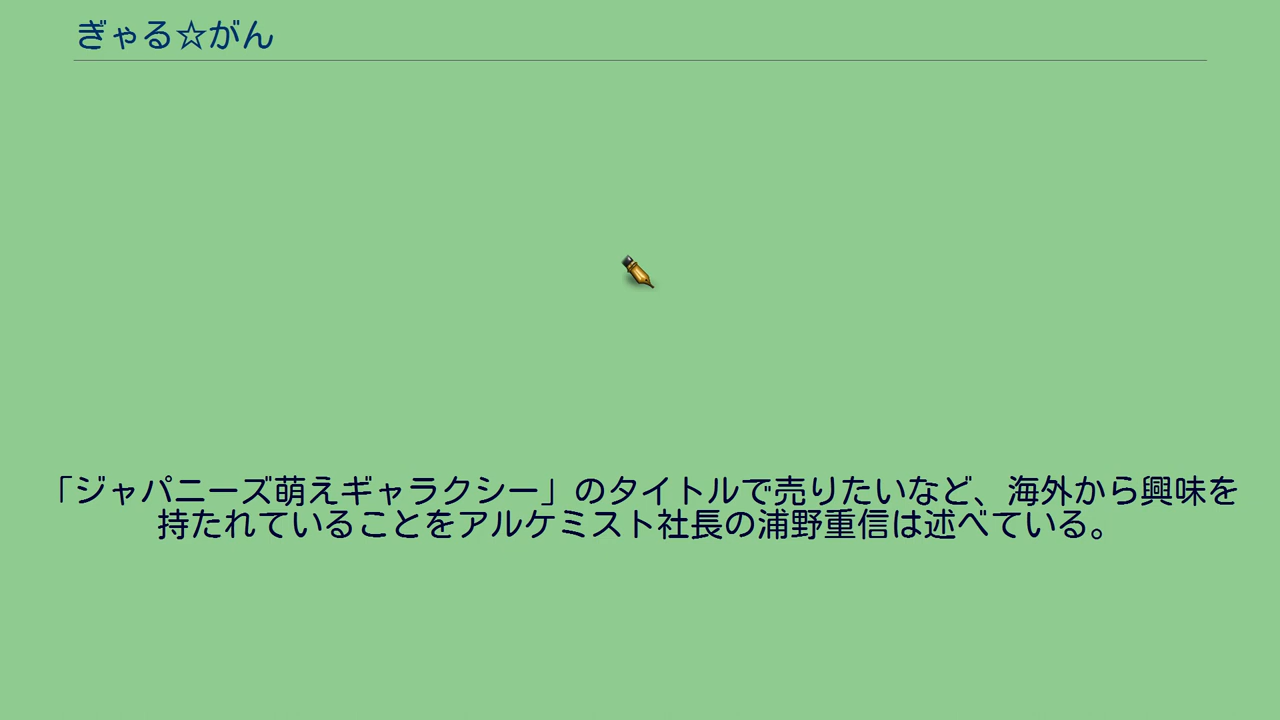 ぎゃる☆がん
「ジャパニーズ萌えギャラクシー」のタイトルで売りたいなど、海外から興味を
持たれていることをアルケミスト社長の浦野重信は述べている。